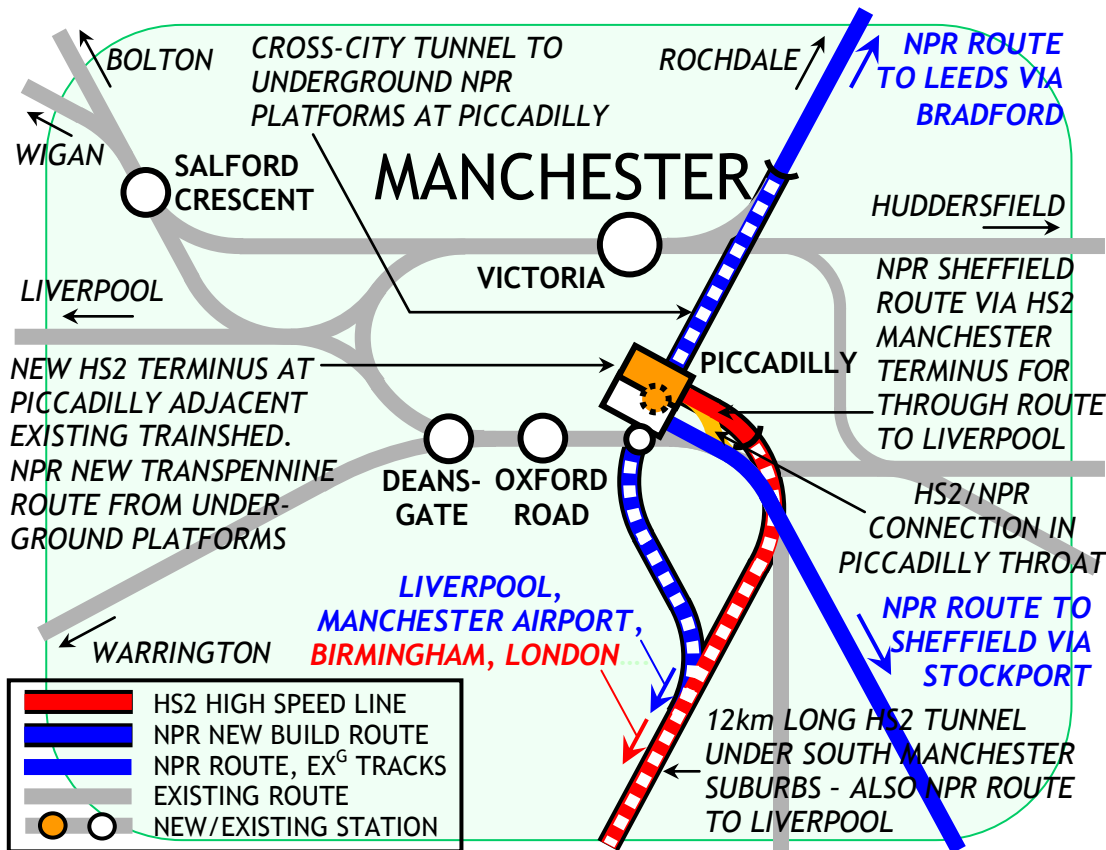 BOLTON
CROSS-CITY TUNNEL TO
UNDERGROUND NPR
PLATFORMS AT PICCADILLY
ROCHDALE
NPR ROUTE
TO LEEDS VIA
BRADFORD
WIGAN
SALFORD
CRESCENT
MANCHESTER
HUDDERSFIELD
VICTORIA
LIVERPOOL
NPR SHEFFIELD
ROUTE VIA HS2
MANCHESTER
TERMINUS FOR
THROUGH ROUTE
TO LIVERPOOL
NEW HS2 TERMINUS AT
PICCADILLY ADJACENT
EXISTING TRAINSHED.
NPR NEW TRANSPENNINE
ROUTE FROM UNDER-
GROUND PLATFORMS
PICCADILLY
DEANS-
GATE
OXFORD
ROAD
HS2/NPR
CONNECTION IN
PICCADILLY THROAT
LIVERPOOL,
MANCHESTER AIRPORT,
BIRMINGHAM, LONDON
NPR ROUTE TO
SHEFFIELD VIA
STOCKPORT
WARRINGTON
12km LONG HS2 TUNNEL
UNDER SOUTH MANCHESTER
SUBURBS - ALSO NPR ROUTE
TO LIVERPOOL
HS2 HIGH SPEED LINE
NPR NEW BUILD ROUTE
NPR ROUTE, EXᴳ TRACKS
EXISTING ROUTE
NEW/EXISTING STATION